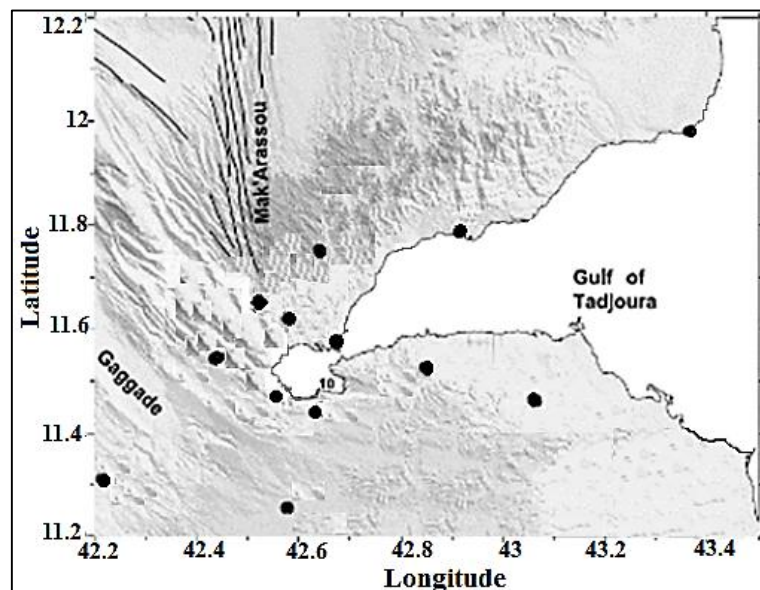 12.2
12
11.8
11.6
11.4
11.2
Latitude
Mak'Arassou
Gulf of
Tadjoura
Gaggade
10
42.2 42.4 42.6 42.8 43 43.2 43.4
Longitude